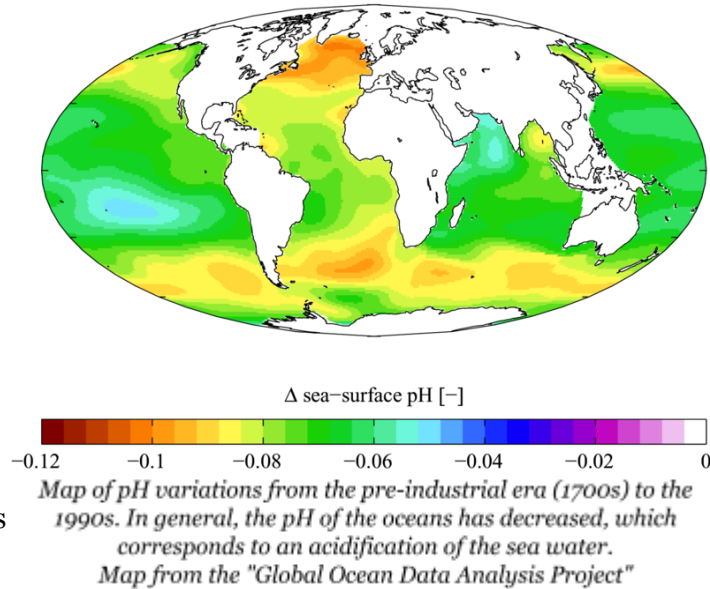 Δ sea−surface pH [−]
−0.12 −0.1 −0.08 −0.06 −0.04 −0.02 0
Map of pH variations from the pre-industrial era (1700s) to the
s 1990s. In general, the pH of the oceans has decreased, which
corresponds to an acidification of the sea water.
Map from the "Global Ocean Data Analysis Project"